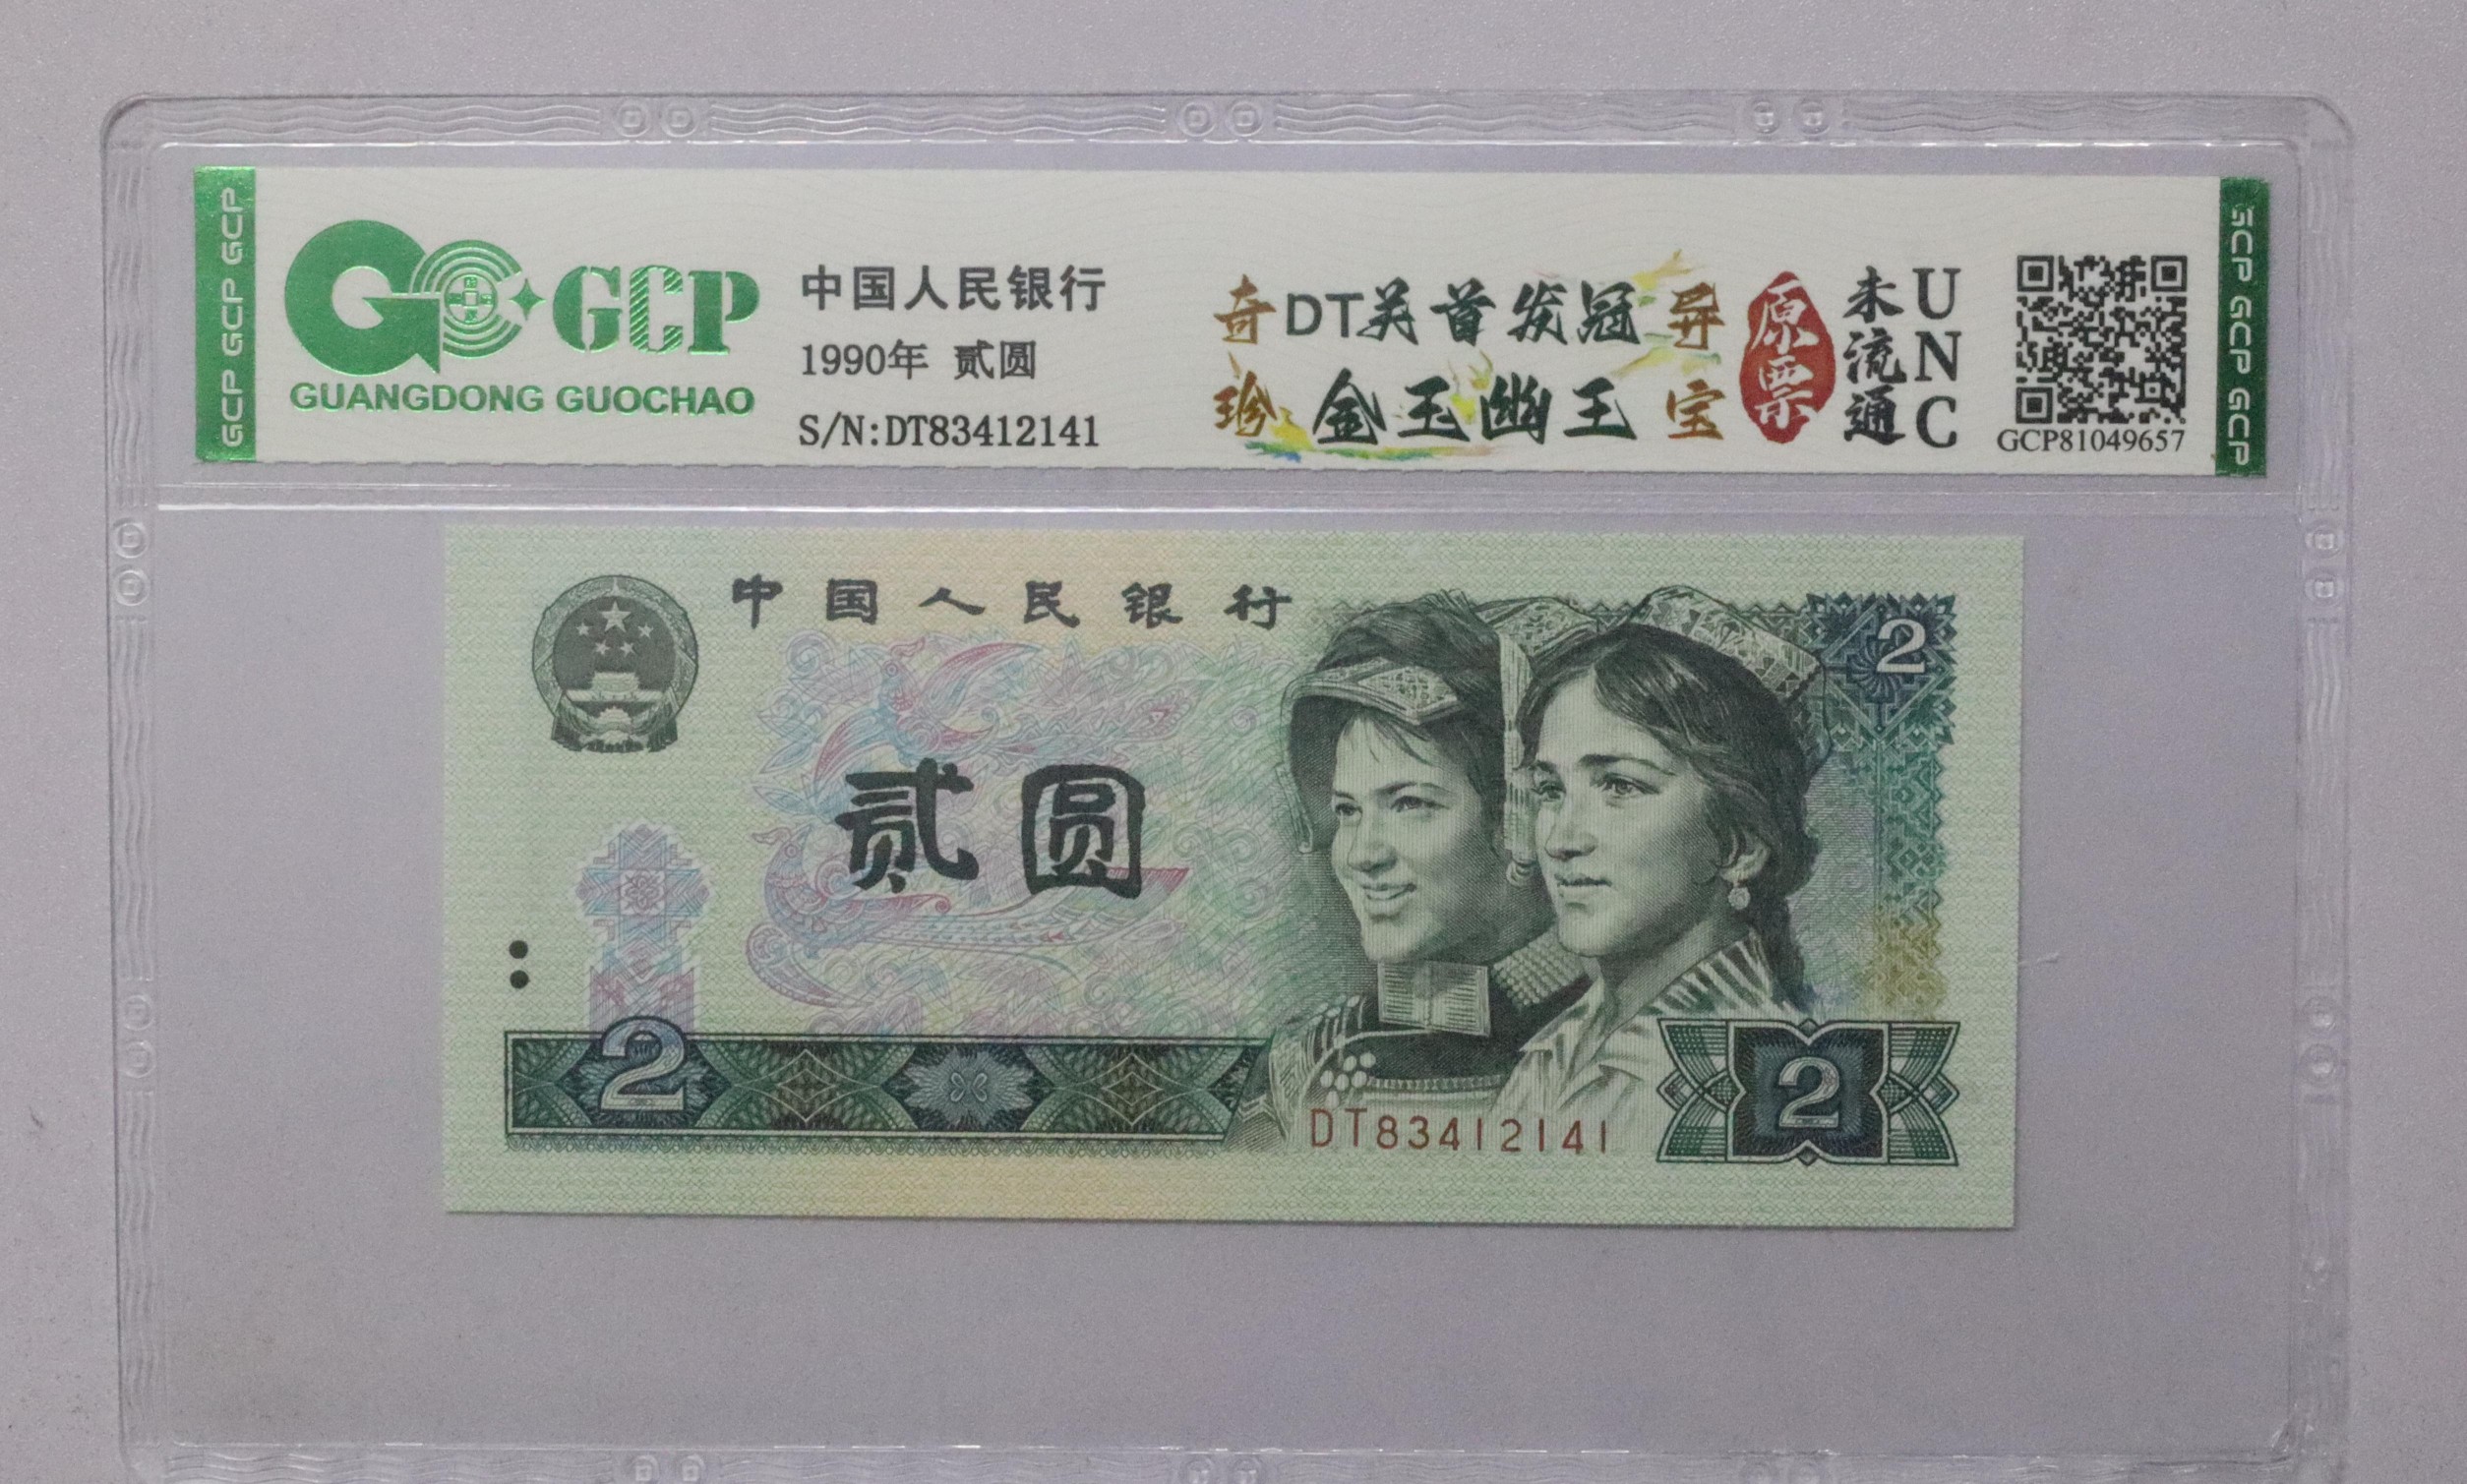 GCP GCP GCP
GCP
GUANGDONG GUOCHAO
中国人民银行
1990年 贰圆
S/N:DT83412141
奇DT关首发冠异
珍金玉幽王宝
原票
未流通
UNC
GCP81049657
GCP GCP GCP
中国人民银行
2
贰圆
2
2
DT83412141